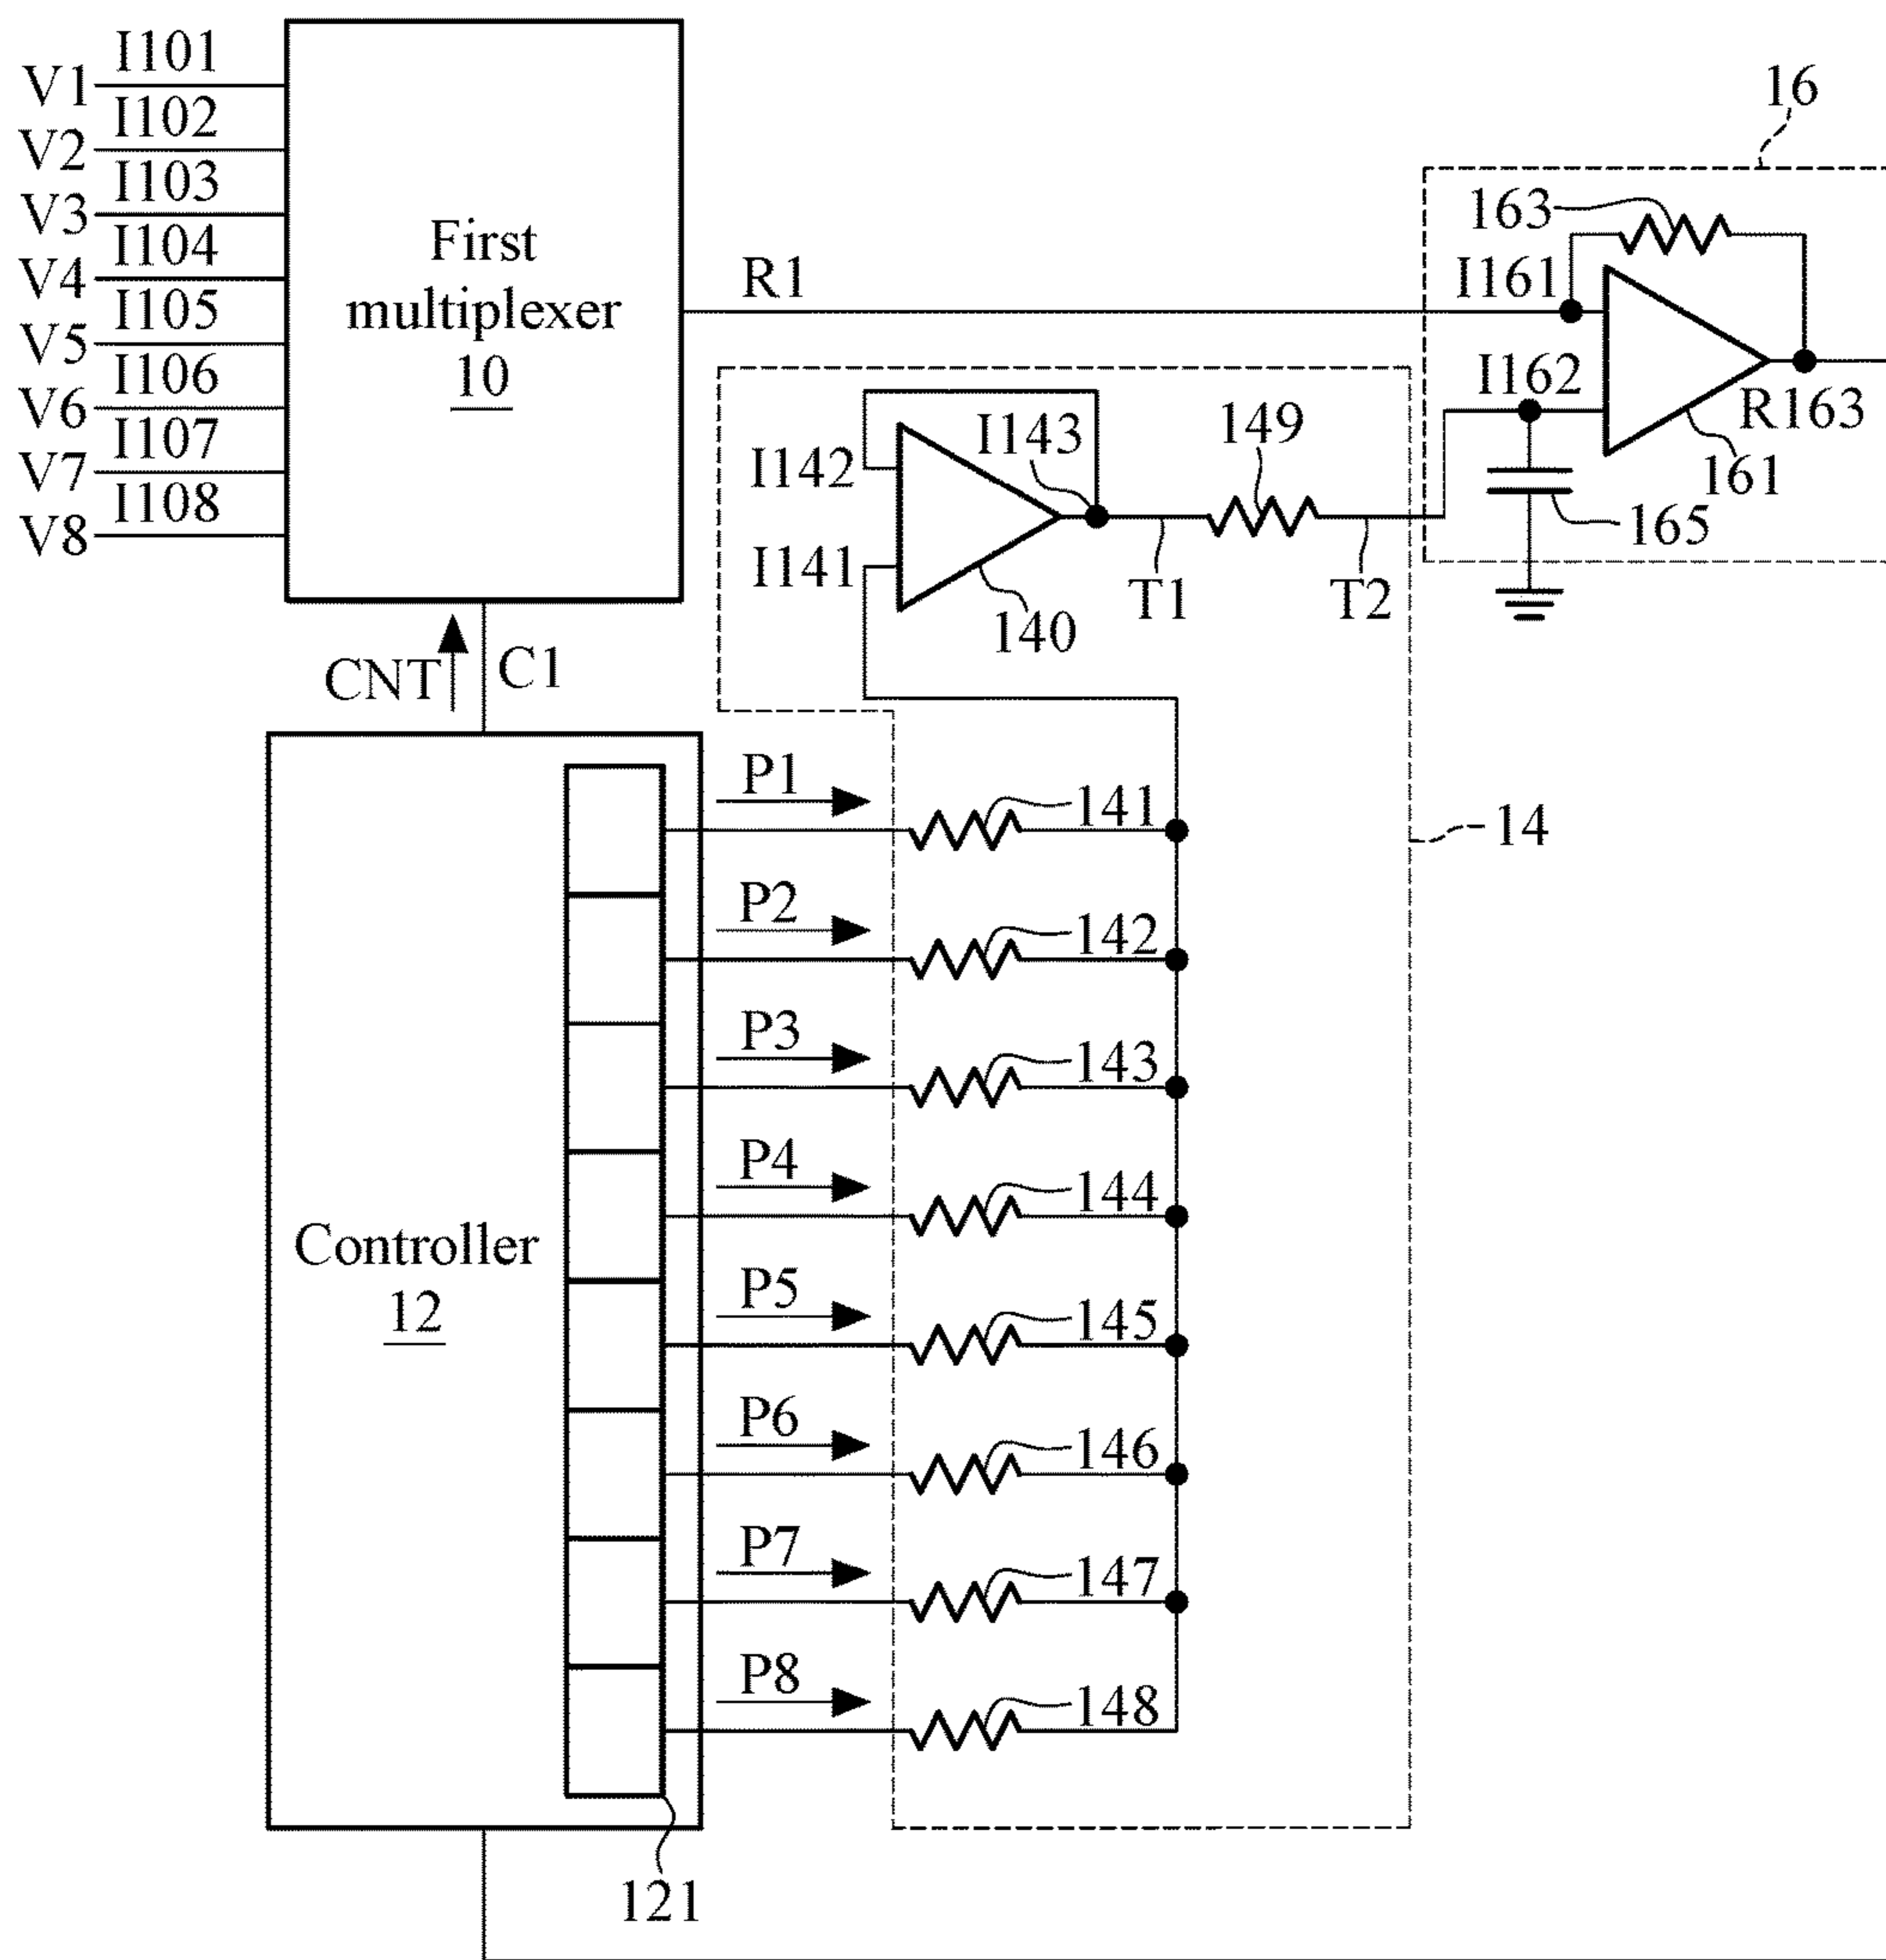 I101
V1
I102
V2
I103
V3
I104
V4
I105
V5
I106
V6
I107
V7
I108
V8
First
multiplexer
10
R1
16
163
I161
I162
R163
161
165
I142
I143
149
I141
140
T1
T2
CNT
C1
14
Controller
12
P1
141
P2
142
P3
143
P4
144
P5
145
P6
146
P7
147
P8
148
121